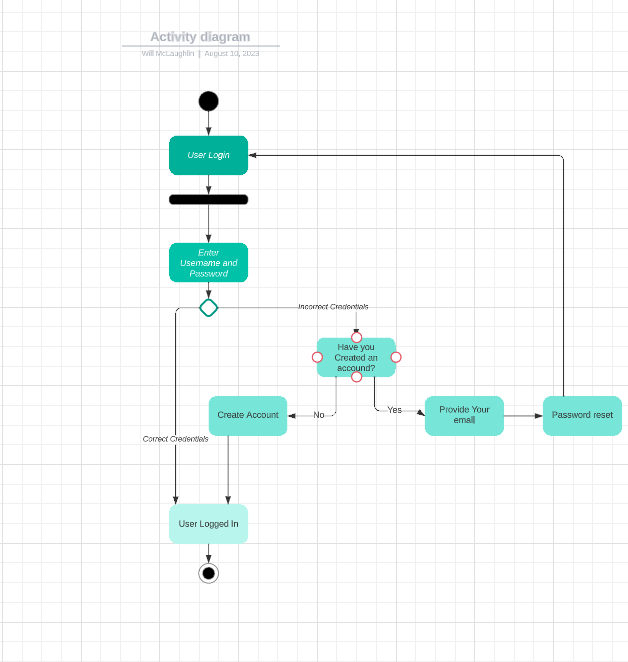 Activity diagram
Will McLaughlin || August 10, 2023
User Login
Enter
Username and
Password
Incorrect Credentials
Have you
Created an
accound?
No
Yes
Create Account
Provide Your
email
Password reset
Correct Credentials
User Logged In